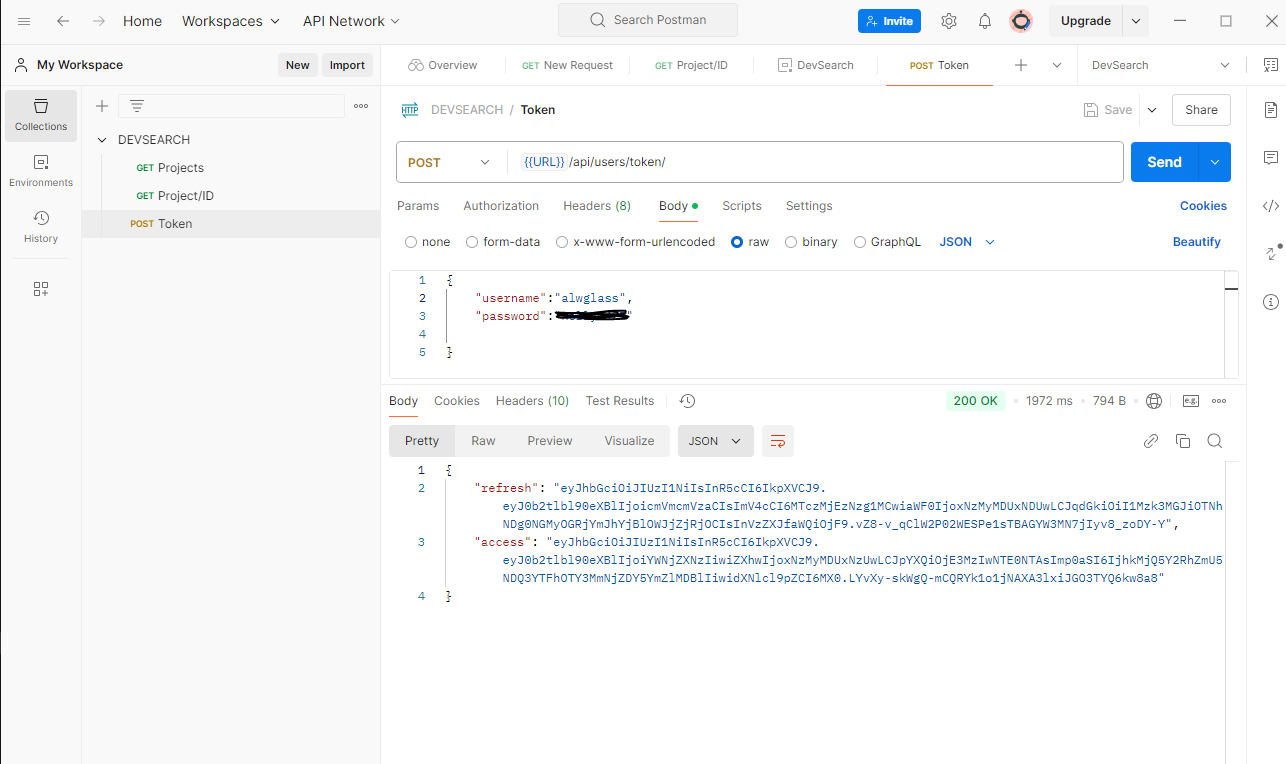 Home Workspaces API Network Search Postman Invite Upgrade
My Workspace New Import Overview GET New Request GET Project/ID DevSearch POST Token DevSearch
Collections
Environments
History
DEVSEARCH
GET Projects
GET Project/ID
POST Token
HTTP DEVSEARCH / Token Save Share
POST {{URL}} /api/users/token/ Send
Params Authorization Headers (8) Body Scripts Settings Cookies
none form-data x-www-form-urlencoded raw binary GraphQL JSON Beautify
1 {
2 "username":"alwglass",
3 "password":
4
5 }
Body Cookies Headers (10) Test Results 200 OK 1972 ms 794 B e.g.
Pretty Raw Preview Visualize JSON
1 {
2 "refresh": "eyJhbGciOiJIUzI1NiIsInR5cCI6IkpXVCJ9.
eyJ0b2tlbl90eXBlIjoicmVmcmVzaCIsImV4cCI6MTczMjEzNzg1MCwiaWF0IjoxNzMyMDUxNDUwLCJqdGkiOiI1Mzk3MGJiOTNh
NDg0NGMyOGRjYmJhYjBlOWJjZjRjOCIsInVzZXJfaWQiOjF9.vZ8-v_qClW2P02WESPe1sTBAGYW3MN7jIyv8_zoDY-Y",
3 "access": "eyJhbGciOiJIUzI1NiIsInR5cCI6IkpXVCJ9.
eyJ0b2tlbl90eXBlIjoiYWNjZXNzIiwiZXhwIjoxNzMyMDUxNzUwLCJpYXQiOjE3MzIwNTE0NTAsImp0aSI6IjhkMjQ5Y2RhZmU5
NDQ3YTFhOTY3MmNjZDY5YmZlMDBlIiwidXNlcl9pZCI6MX0.LYvXy-skWgQ-mCQRYk1o1jNAXA3lxiJGO3TYQ6kw8a8"
4 }